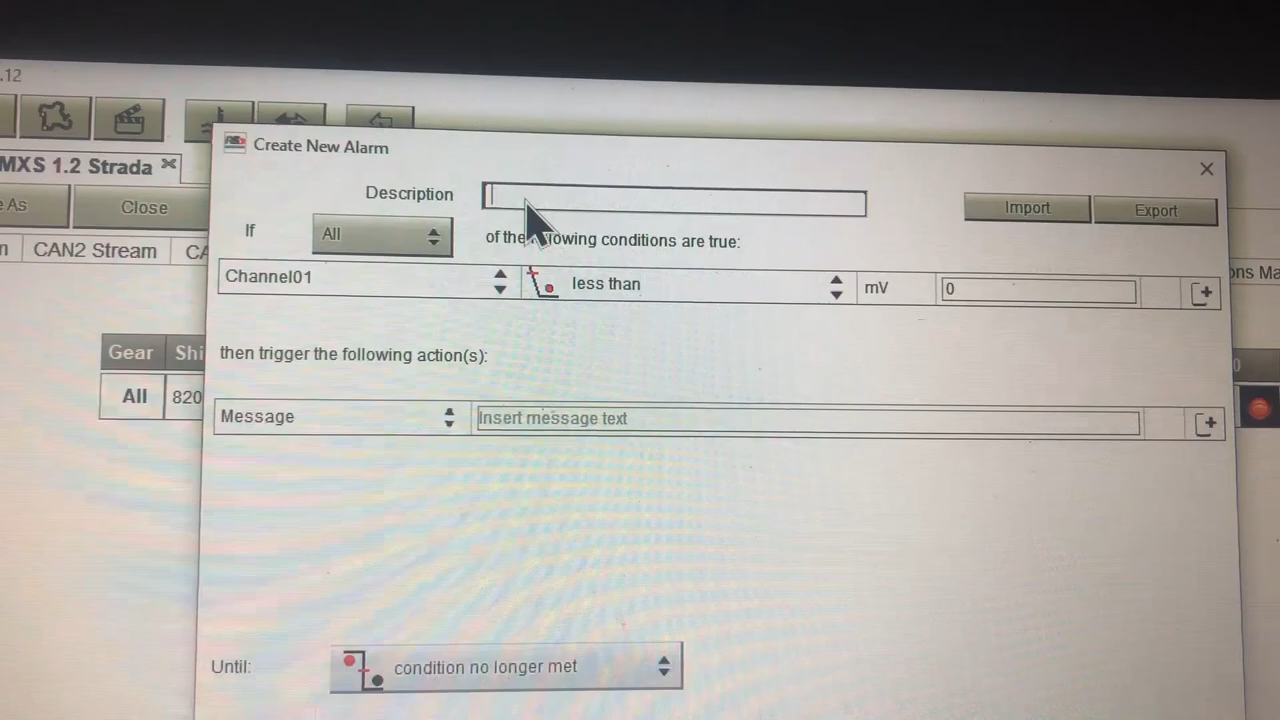 .12
Create New Alarm
MXS 1.2 Strada
Description
Import
Export
As
Close
If
All
of the following conditions are true:
CAN2 Stream
CA
ons Ma
Channel01
less than
mV
0
Gear
Shi
then trigger the following action(s):
All
820
Message
Insert message text
Until:
condition no longer met